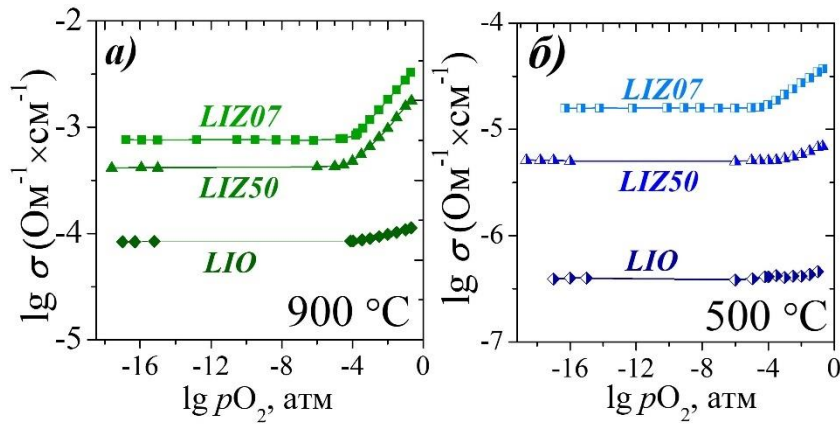 а)
lg σ (Ом⁻¹×см⁻¹)
-2
-3
-4
-5
LIZ07
LIZ50
LIO
900 °C
-16 -12 -8 -4 0
lg pO₂, атм
б)
lg σ (Ом⁻¹×см⁻¹)
-4
-5
-6
-7
LIZ07
LIZ50
LIO
500 °C
-16 -12 -8 -4 0
lg pO₂, атм